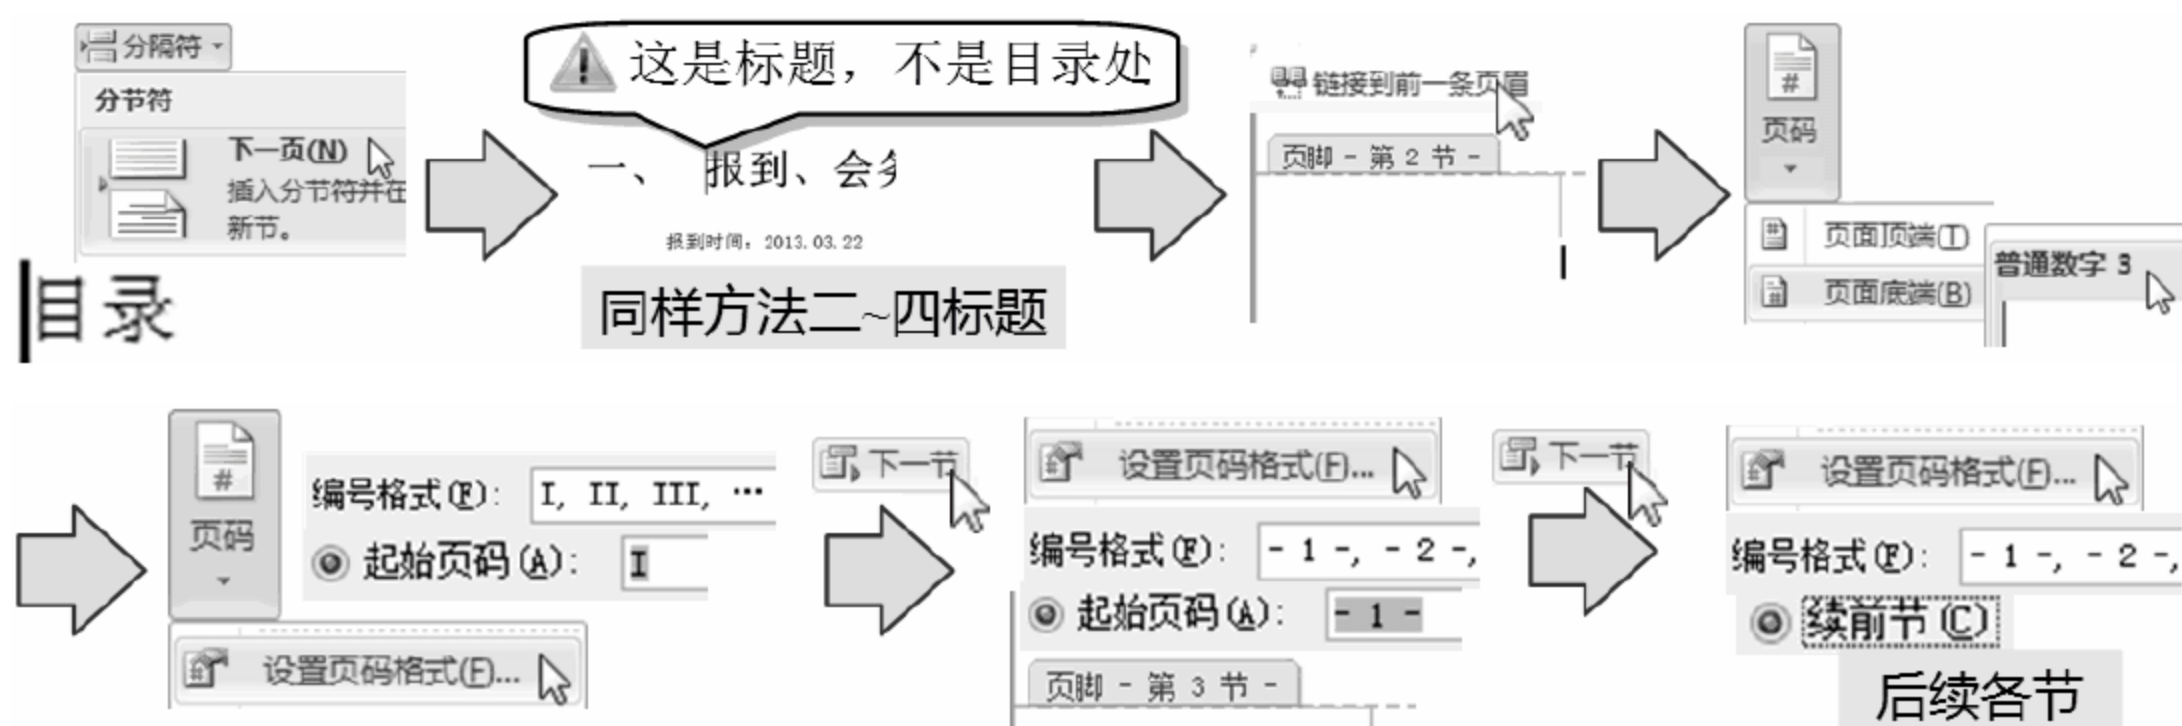 分隔符
分节符
下一页(N)
插入分节符并在
新节。
目录
这是标题，不是目录处
一、 报到、会
报到时间：2013.03.22
同样方法二~四标题
链接到前一条页眉
页脚 - 第 2 节 -
页码
页面顶端(T)
页面底端(B)
普通数字 3
页码
设置页码格式(F)...
编号格式(F)： I, II, III, …
起始页码(A)： I
下一节
设置页码格式(F)...
编号格式(F)： - 1 -, - 2 -,
起始页码(A)： - 1 -
页脚 - 第 3 节 -
下一节
设置页码格式(F)...
编号格式(F)： - 1 -, - 2 -,
续前节(C)
后续各节